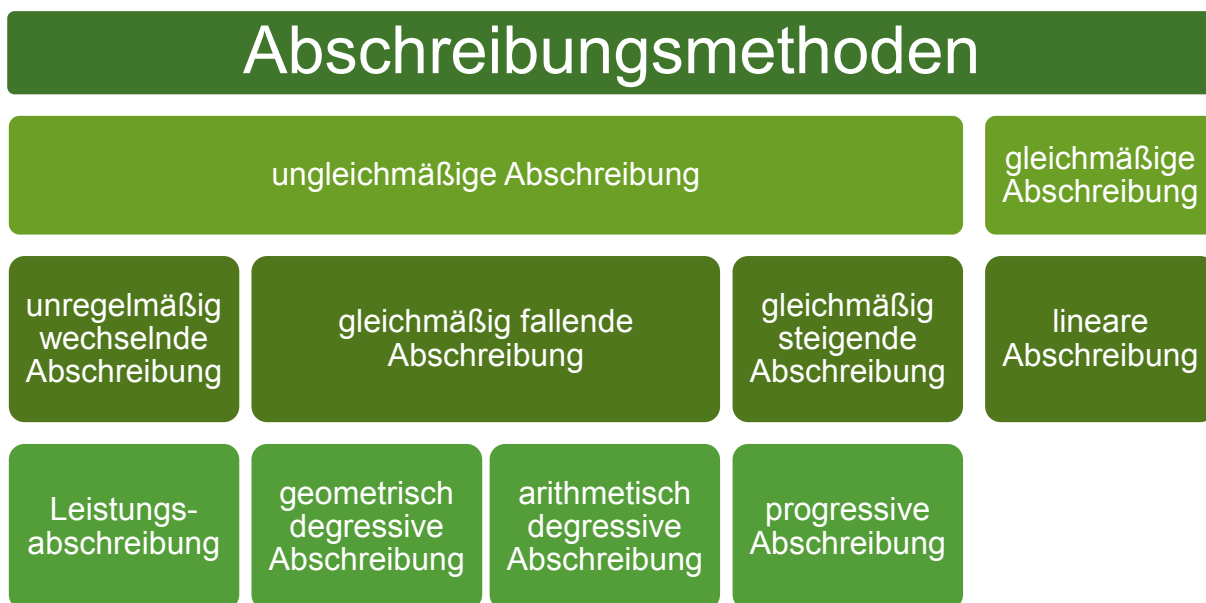 Abschreibungsmethoden
ungleichmäßige Abschreibung
gleichmäßige
Abschreibung
unregelmäßig
wechselnde
Abschreibung
gleichmäßig fallende
Abschreibung
gleichmäßig
steigende
Abschreibung
lineare
Abschreibung
Leistungs-
abschreibung
geometrisch
degressive
Abschreibung
arithmetisch
degressive
Abschreibung
progressive
Abschreibung